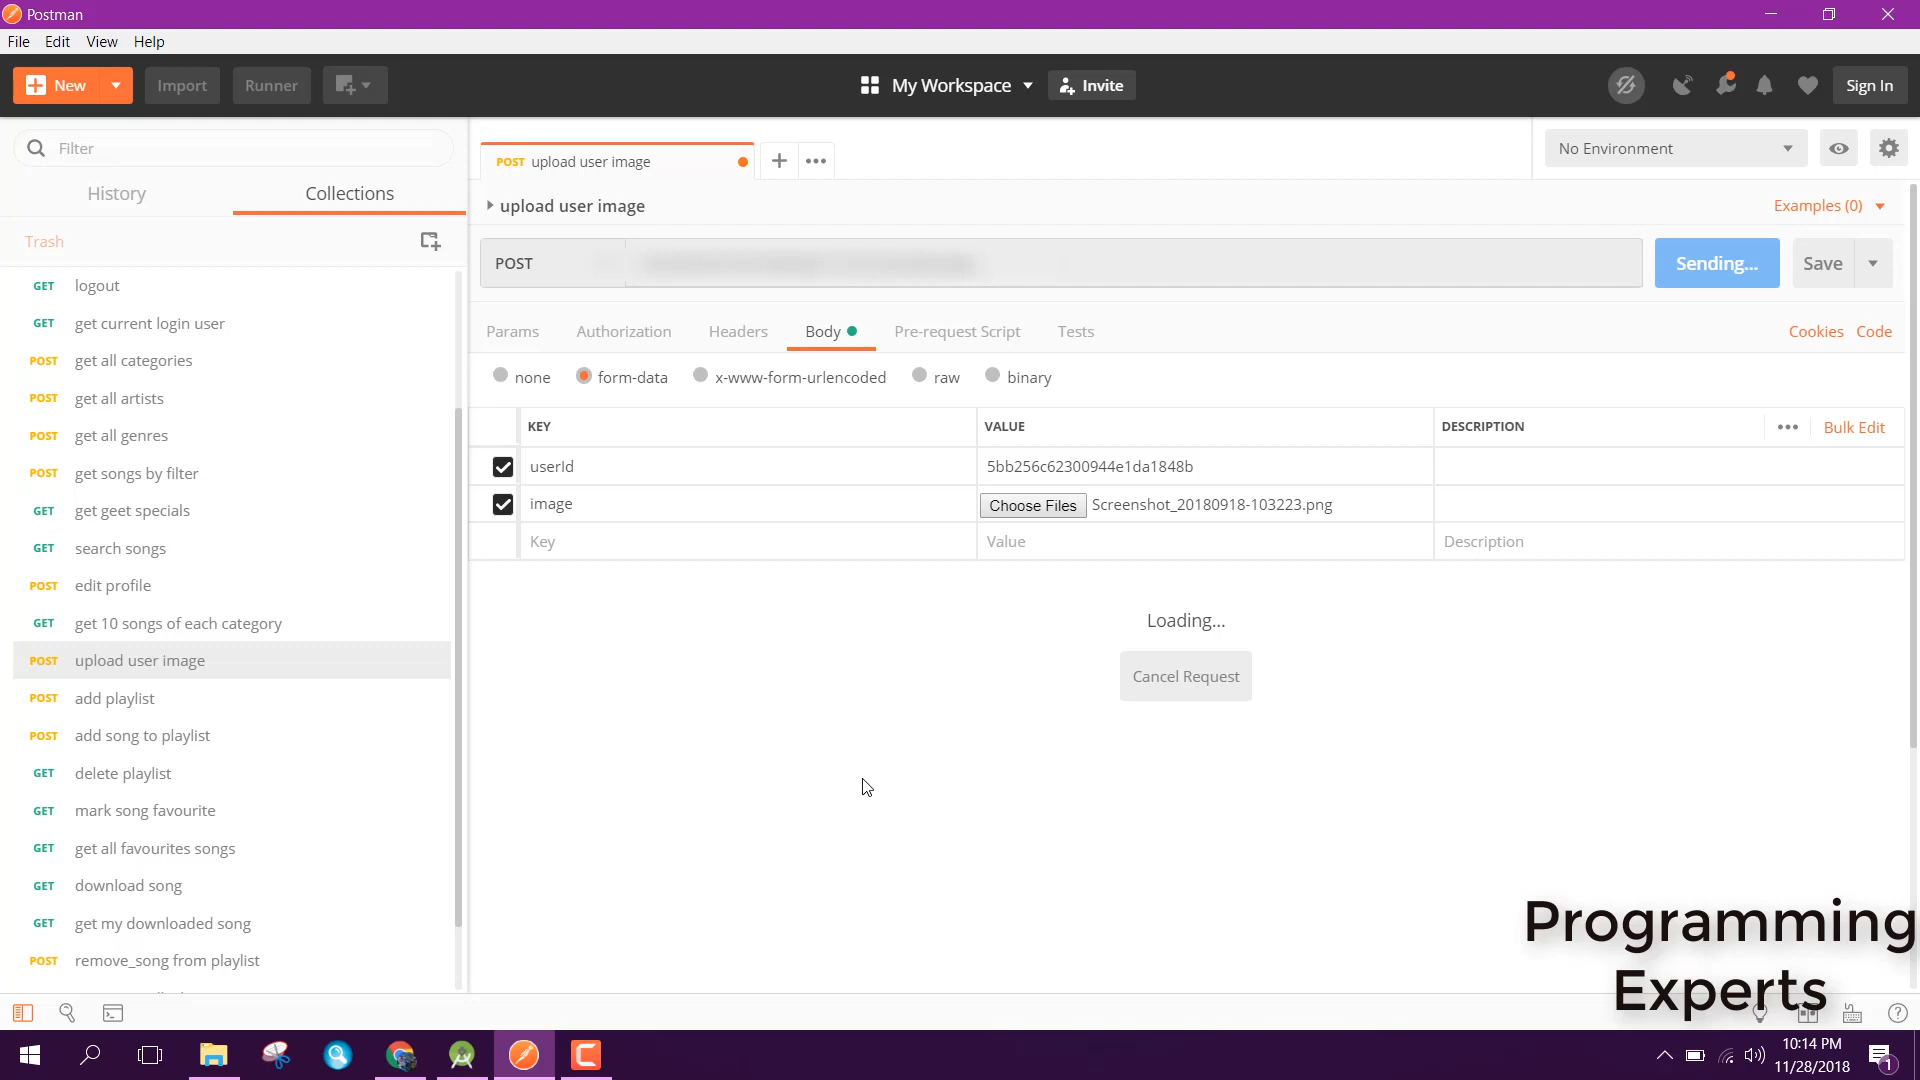 Postman
File Edit View Help
New Import Runner My Workspace Invite Sign In
Filter
History Collections
Trash
GET logout
GET get current login user
POST get all categories
POST get all artists
POST get all genres
POST get songs by filter
GET get geet specials
GET search songs
POST edit profile
GET get 10 songs of each category
POST upload user image
POST add playlist
POST add song to playlist
GET delete playlist
GET mark song favourite
GET get all favourites songs
GET download song
GET get my downloaded song
POST remove_song from playlist
POST upload user image
No Environment
upload user image
Examples (0)
POST
Sending...
Save
Params Authorization Headers Body Pre-request Script Tests Cookies Code
none form-data x-www-form-urlencoded raw binary
KEY VALUE DESCRIPTION ••• Bulk Edit
userId 5bb256c62300944e1da1848b
image Choose Files Screenshot_20180918-103223.png
Key Value Description
Loading...
Cancel Request
Programming
Experts
10:14 PM
11/28/2018
1